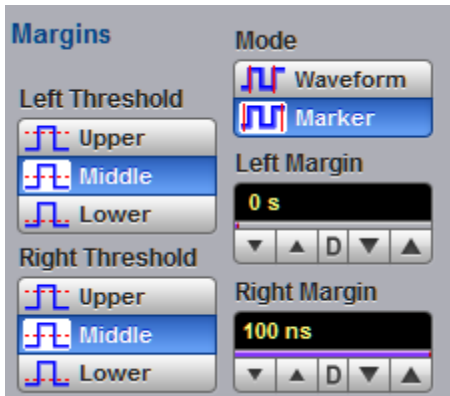 Margins
Left Threshold
Upper
Middle
Lower
Right Threshold
Upper
Middle
Lower
Mode
Waveform
Marker
Left Margin
0 s
D
Right Margin
100 ns
D